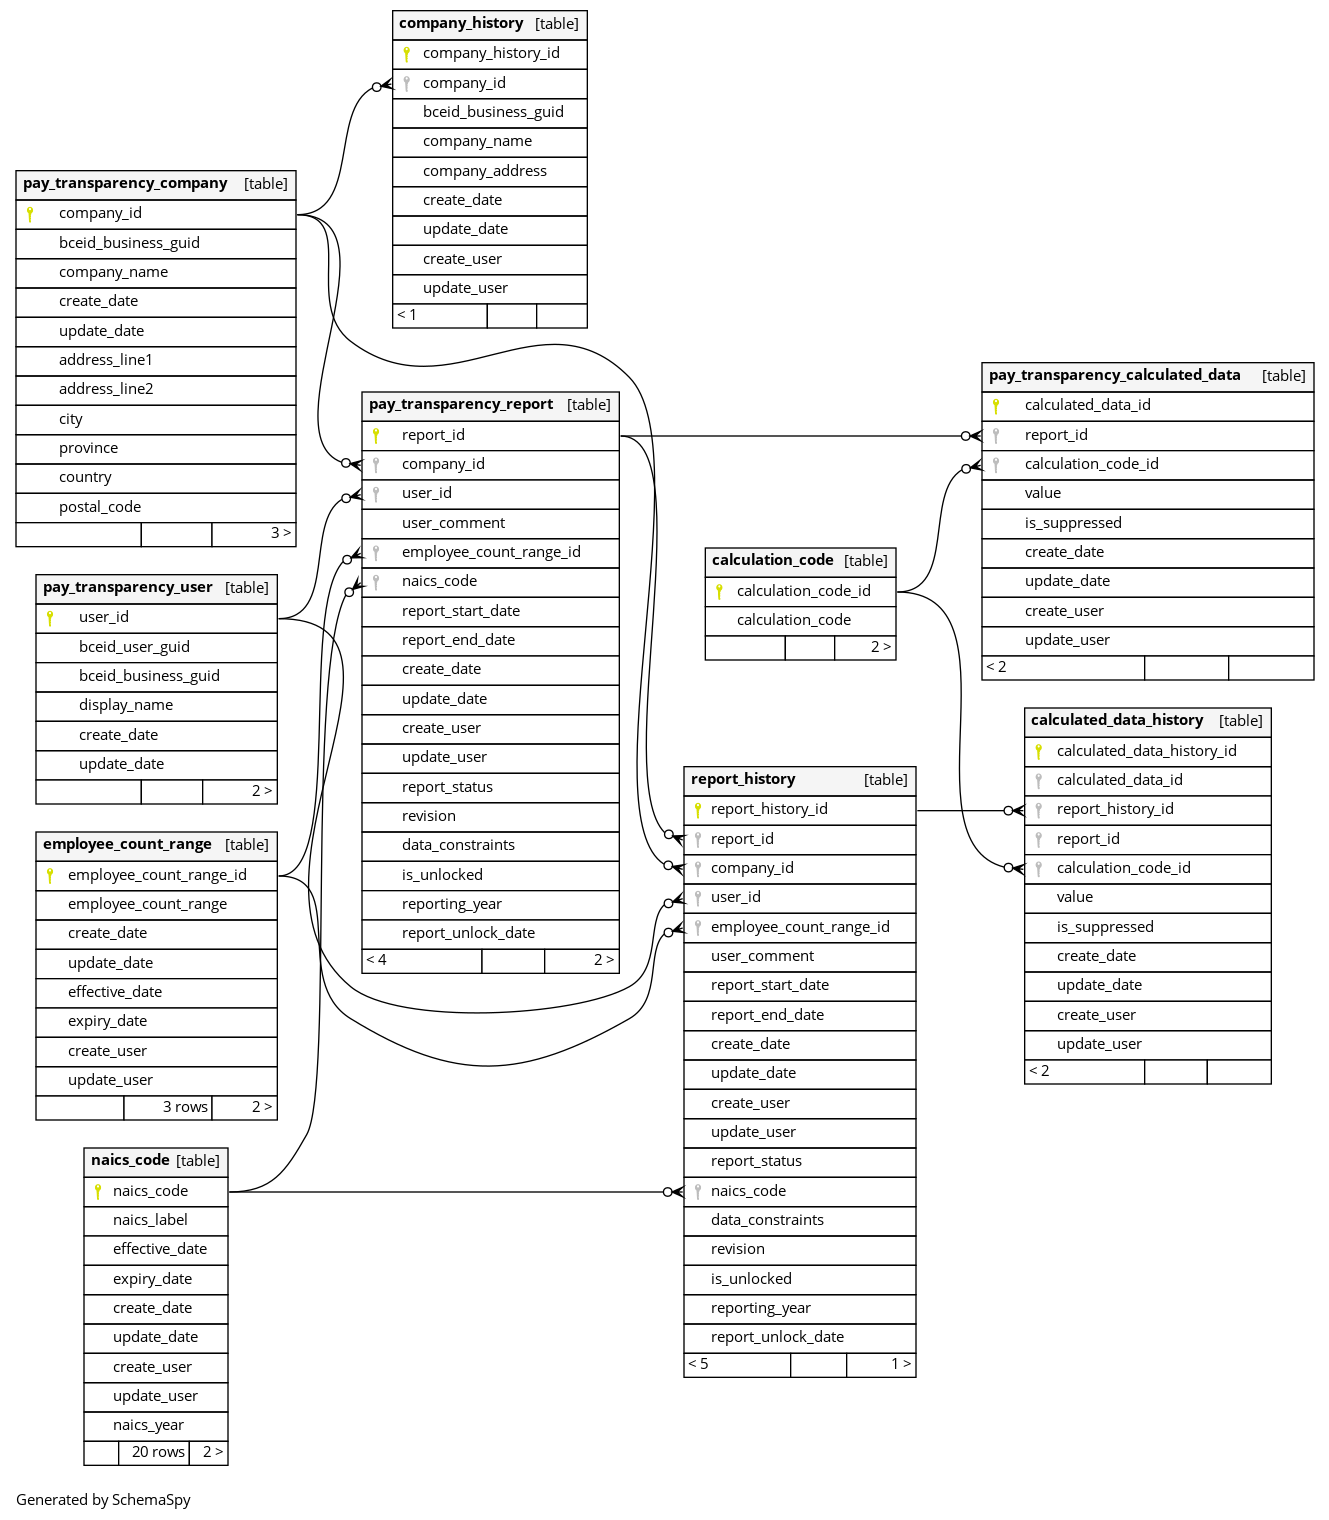 company_history [table]
company_history_id
company_id
bceid_business_guid
company_name
company_address
create_date
update_date
create_user
update_user
< 1
pay_transparency_company [table]
company_id
bceid_business_guid
company_name
create_date
update_date
address_line1
address_line2
city
province
country
postal_code
3 >
pay_transparency_report [table]
report_id
company_id
user_id
user_comment
employee_count_range_id
naics_code
report_start_date
report_end_date
create_date
update_date
create_user
update_user
report_status
revision
data_constraints
is_unlocked
reporting_year
report_unlock_date
< 4 2 >
pay_transparency_calculated_data [table]
calculated_data_id
report_id
calculation_code_id
value
is_suppressed
create_date
update_date
create_user
update_user
< 2
calculation_code [table]
calculation_code_id
calculation_code
2 >
pay_transparency_user [table]
user_id
bceid_user_guid
bceid_business_guid
display_name
create_date
update_date
2 >
calculated_data_history [table]
calculated_data_history_id
calculated_data_id
report_history_id
report_id
calculation_code_id
value
is_suppressed
create_date
update_date
create_user
update_user
< 2
report_history [table]
report_history_id
report_id
company_id
user_id
employee_count_range_id
user_comment
report_start_date
report_end_date
create_date
update_date
create_user
update_user
report_status
naics_code
data_constraints
revision
is_unlocked
reporting_year
report_unlock_date
< 5 1 >
employee_count_range [table]
employee_count_range_id
employee_count_range
create_date
update_date
effective_date
expiry_date
create_user
update_user
3 rows 2 >
naics_code [table]
naics_code
naics_label
effective_date
expiry_date
create_date
update_date
create_user
update_user
naics_year
20 rows 2 >
Generated by SchemaSpy